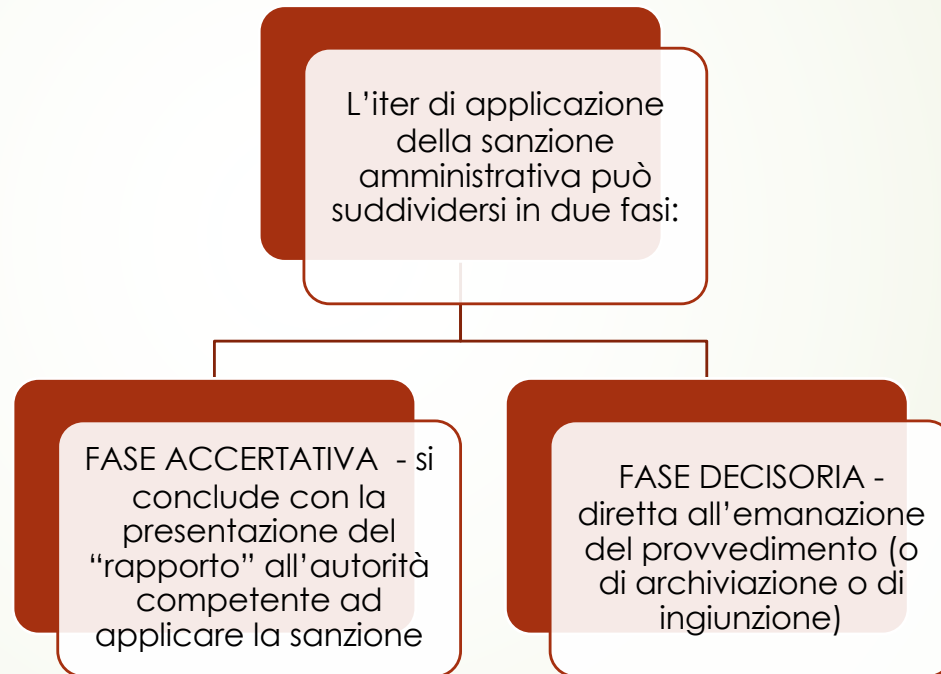 L’iter di applicazione
della sanzione
amministrativa può
suddividersi in due fasi:
FASE ACCERTATIVA - si
conclude con la
presentazione del
“rapporto” all’autorità
competente ad
applicare la sanzione
FASE DECISORIA -
diretta all’emanazione
del provvedimento (o
di archiviazione o di
ingiunzione)